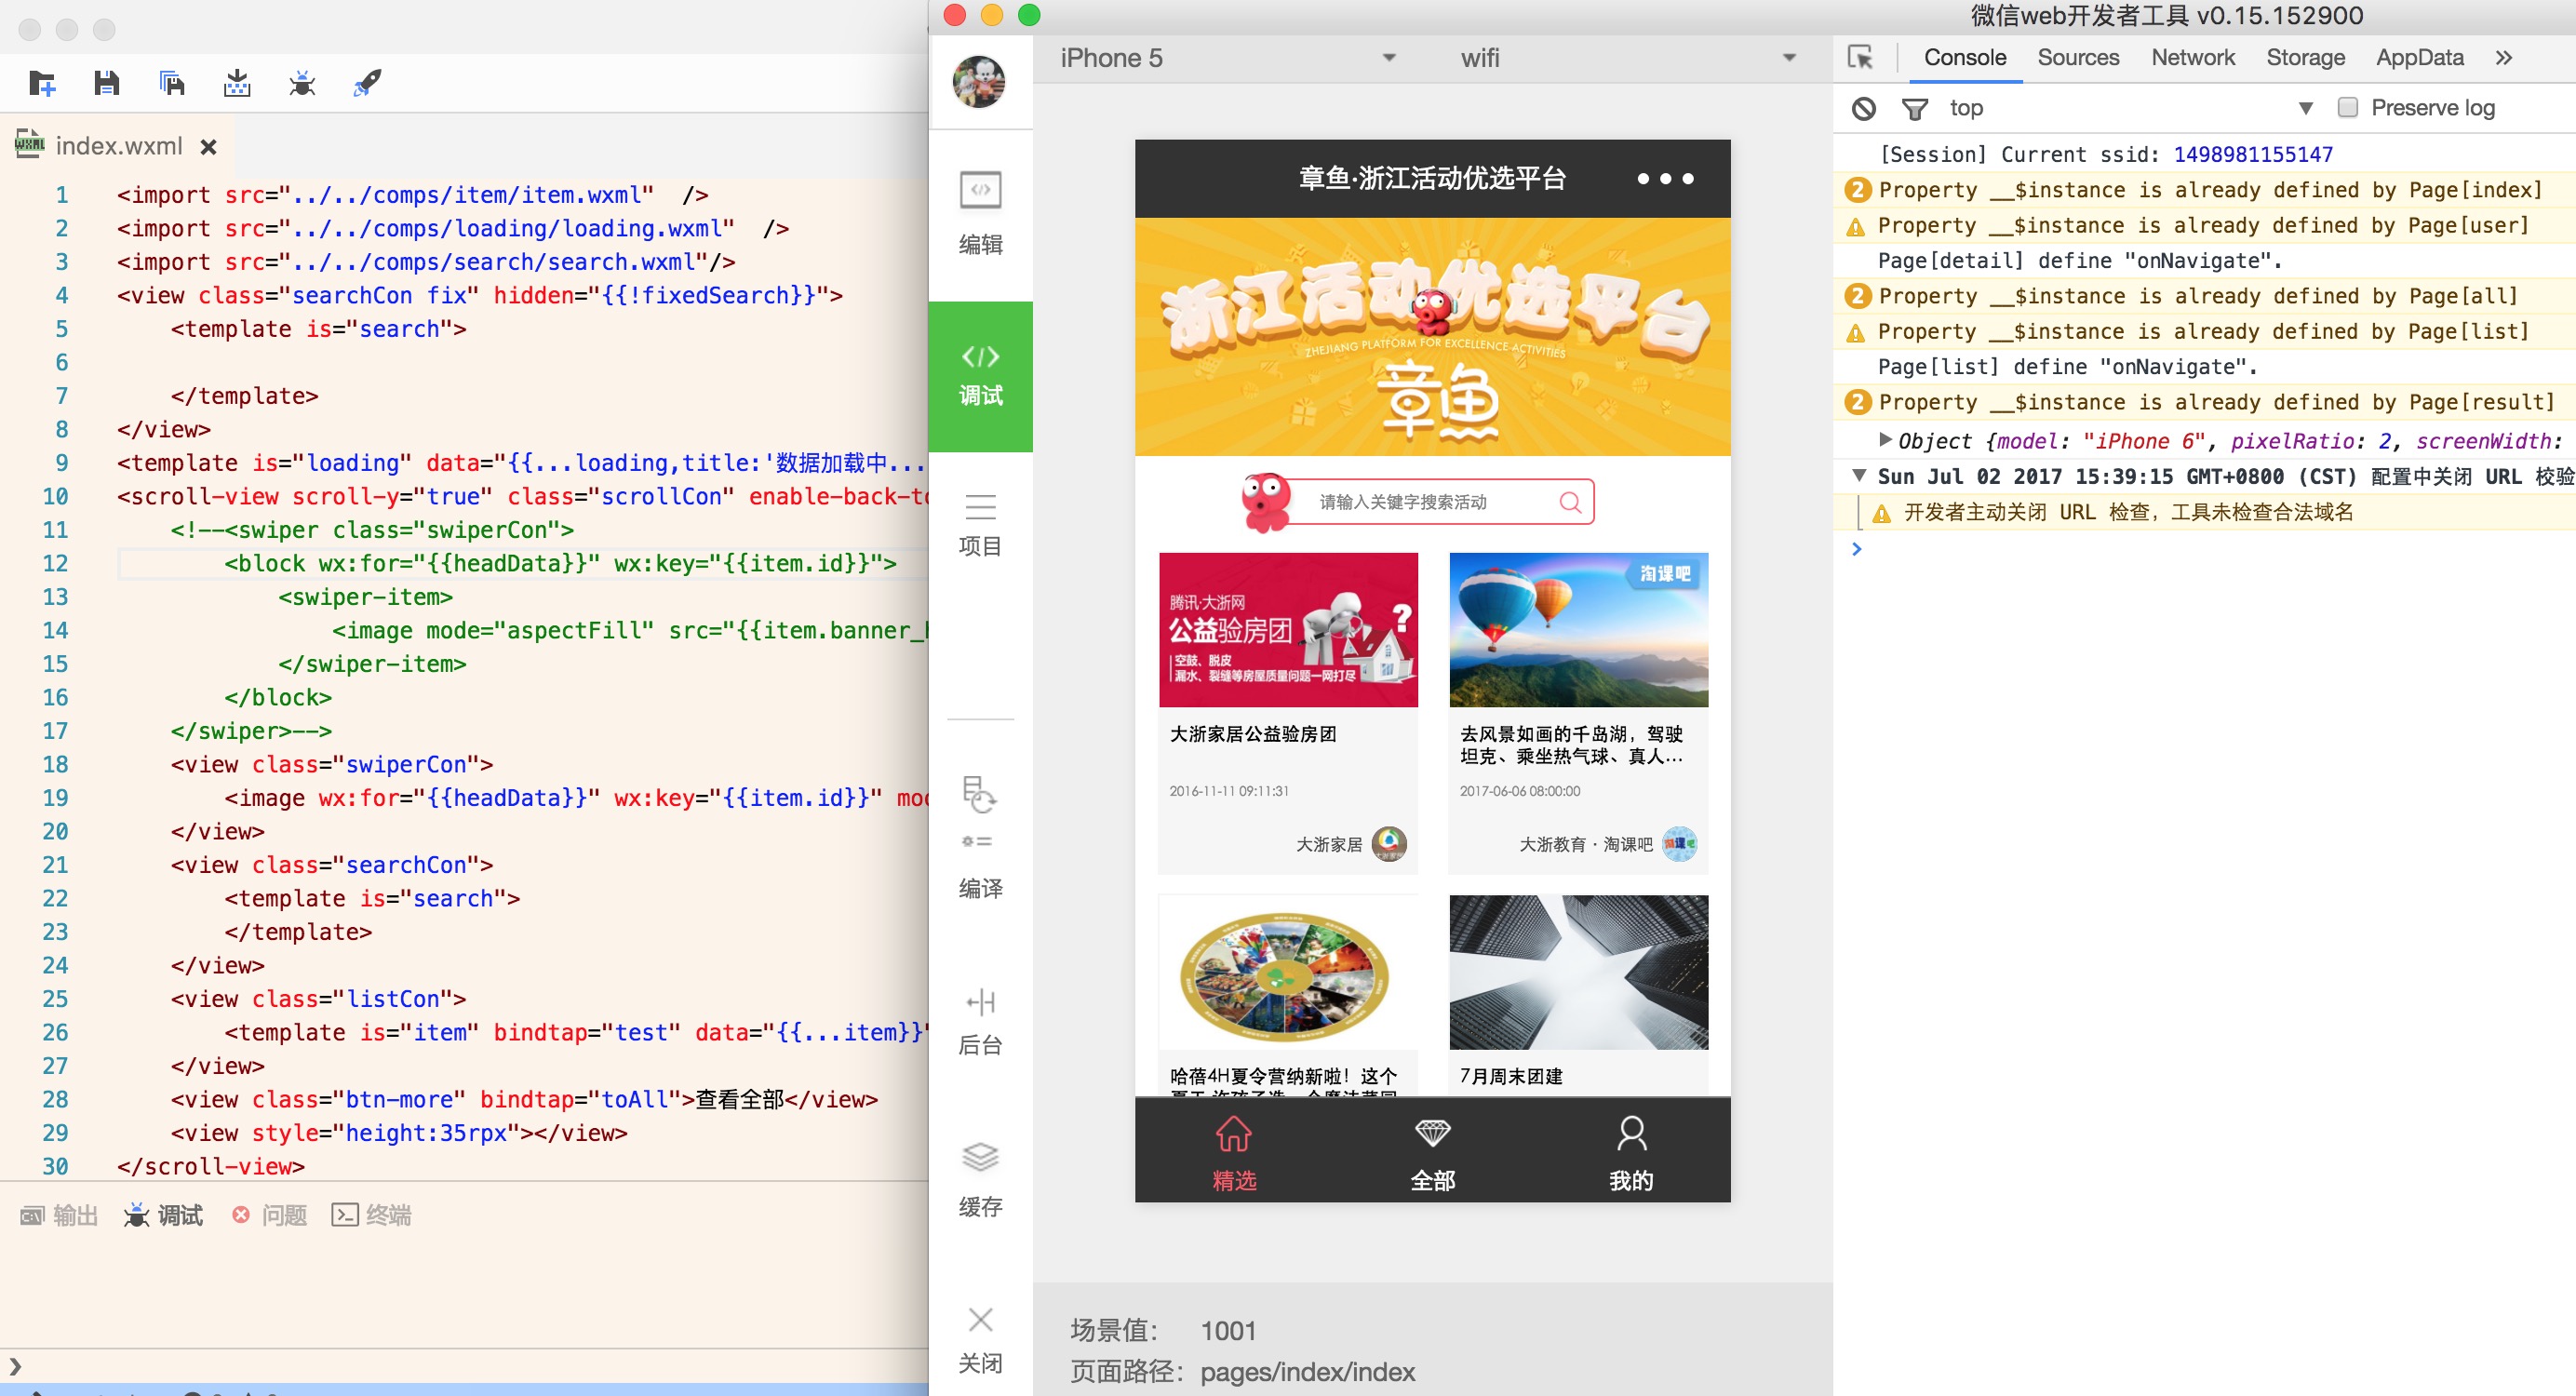 index.wxml
1 <import src="../../comps/item/item.wxml"  />
2 <import src="../../comps/loading/loading.wxml"  />
3 <import src="../../comps/search/search.wxml"/>
4 <view class="searchCon fix" hidden="{{!fixedSearch}}">
5     <template is="search">
6
7     </template>
8 </view>
9 <template is="loading" data="{{...loading,title:'数据加载中...
10 <scroll-view scroll-y="true" class="scrollCon" enable-back-to
11     <!--<swiper class="swiperCon">
12         <block wx:for="{{headData}}" wx:key="{{item.id}}">
13             <swiper-item>
14                 <image mode="aspectFill" src="{{item.banner_
15             </swiper-item>
16         </block>
17     </swiper>-->
18     <view class="swiperCon">
19         <image wx:for="{{headData}}" wx:key="{{item.id}}" mod
20     </view>
21     <view class="searchCon">
22         <template is="search">
23         </template>
24     </view>
25     <view class="listCon">
26         <template is="item" bindtap="test" data="{{...item}}"
27     </view>
28     <view class="btn-more" bindtap="toAll">查看全部</view>
29     <view style="height:35rpx"></view>
30 </scroll-view>
输出 调试 问题 终端
微信web开发者工具 v0.15.152900
编辑
调试
项目
编译
后台
缓存
关闭
iPhone 5 wifi
章鱼·浙江活动优选平台
浙江活动优选平台
ZHEJIANG PLATFORM FOR EXCELLENCE ACTIVITIES
章鱼
请输入关键字搜索活动
腾讯·大浙网
公益验房团
空鼓、脱皮
漏水、裂缝等房屋质量问题一网打尽
大浙家居公益验房团
2016-11-11 09:11:31
大浙家居
淘课吧
去风景如画的千岛湖，驾驶
坦克、乘坐热气球、真人...
2017-06-06 08:00:00
大浙教育·淘课吧
淘课吧
哈蓓4H夏令营纳新啦！这个
7月周末团建
精选 全部 我的
场景值： 1001
页面路径： pages/index/index
Console Sources Network Storage AppData
top Preserve log
[Session] Current ssid: 1498981155147
2 Property __$instance is already defined by Page[index]
Property __$instance is already defined by Page[user]
Page[detail] define "onNavigate".
2 Property __$instance is already defined by Page[all]
Property __$instance is already defined by Page[list]
Page[list] define "onNavigate".
2 Property __$instance is already defined by Page[result]
Object {model: "iPhone 6", pixelRatio: 2, screenWidth:
Sun Jul 02 2017 15:39:15 GMT+0800 (CST) 配置中关闭 URL 校验
开发者主动关闭 URL 检查，工具未检查合法域名